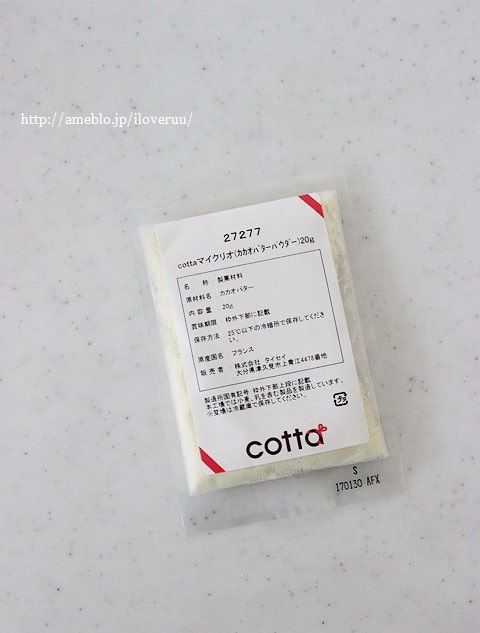 http://ameblo.jp/iloveruu/
27277
cottaマイクリオ(カカオバターパウダー)20g
名 称:製菓材料
原材料名:カカオバター
内容量:20g
賞味期限:枠外下部に記載
保存方法:25℃以下の冷暗所で保存してくださ
い。
原産国名:フランス
販売者:株式会社 タイセイ
大分県津久見市上青江4478番地
製造所固有記号 枠外下部上段に記載
本工場では小麦、乳を含む製品を製造しています。
※夏場は冷蔵庫で保存してください。
プラ
cotta
S
170130 AFX